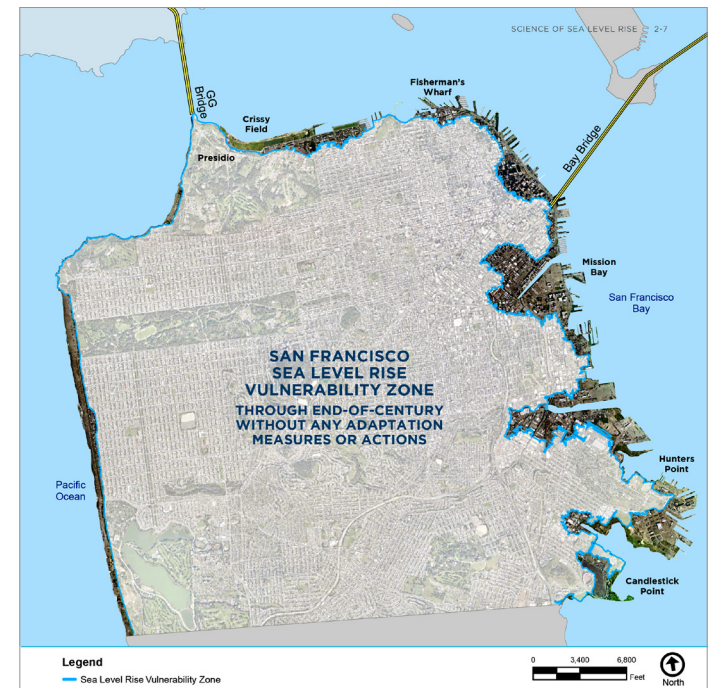 SCIENCE OF SEA LEVEL RISE 2-7
GG
Bridge
Fisherman's
Wharf
Crissy
Field
Presidio
Bay Bridge
Mission
Bay
San Francisco
Bay
SAN FRANCISCO
SEA LEVEL RISE
VULNERABILITY ZONE
THROUGH END-OF-CENTURY
WITHOUT ANY ADAPTATION
MEASURES OR ACTIONS
Hunters
Point
Pacific
Ocean
Candlestick
Point
Legend
Sea Level Rise Vulnerability Zone
0 3,400 6,800
Feet
North